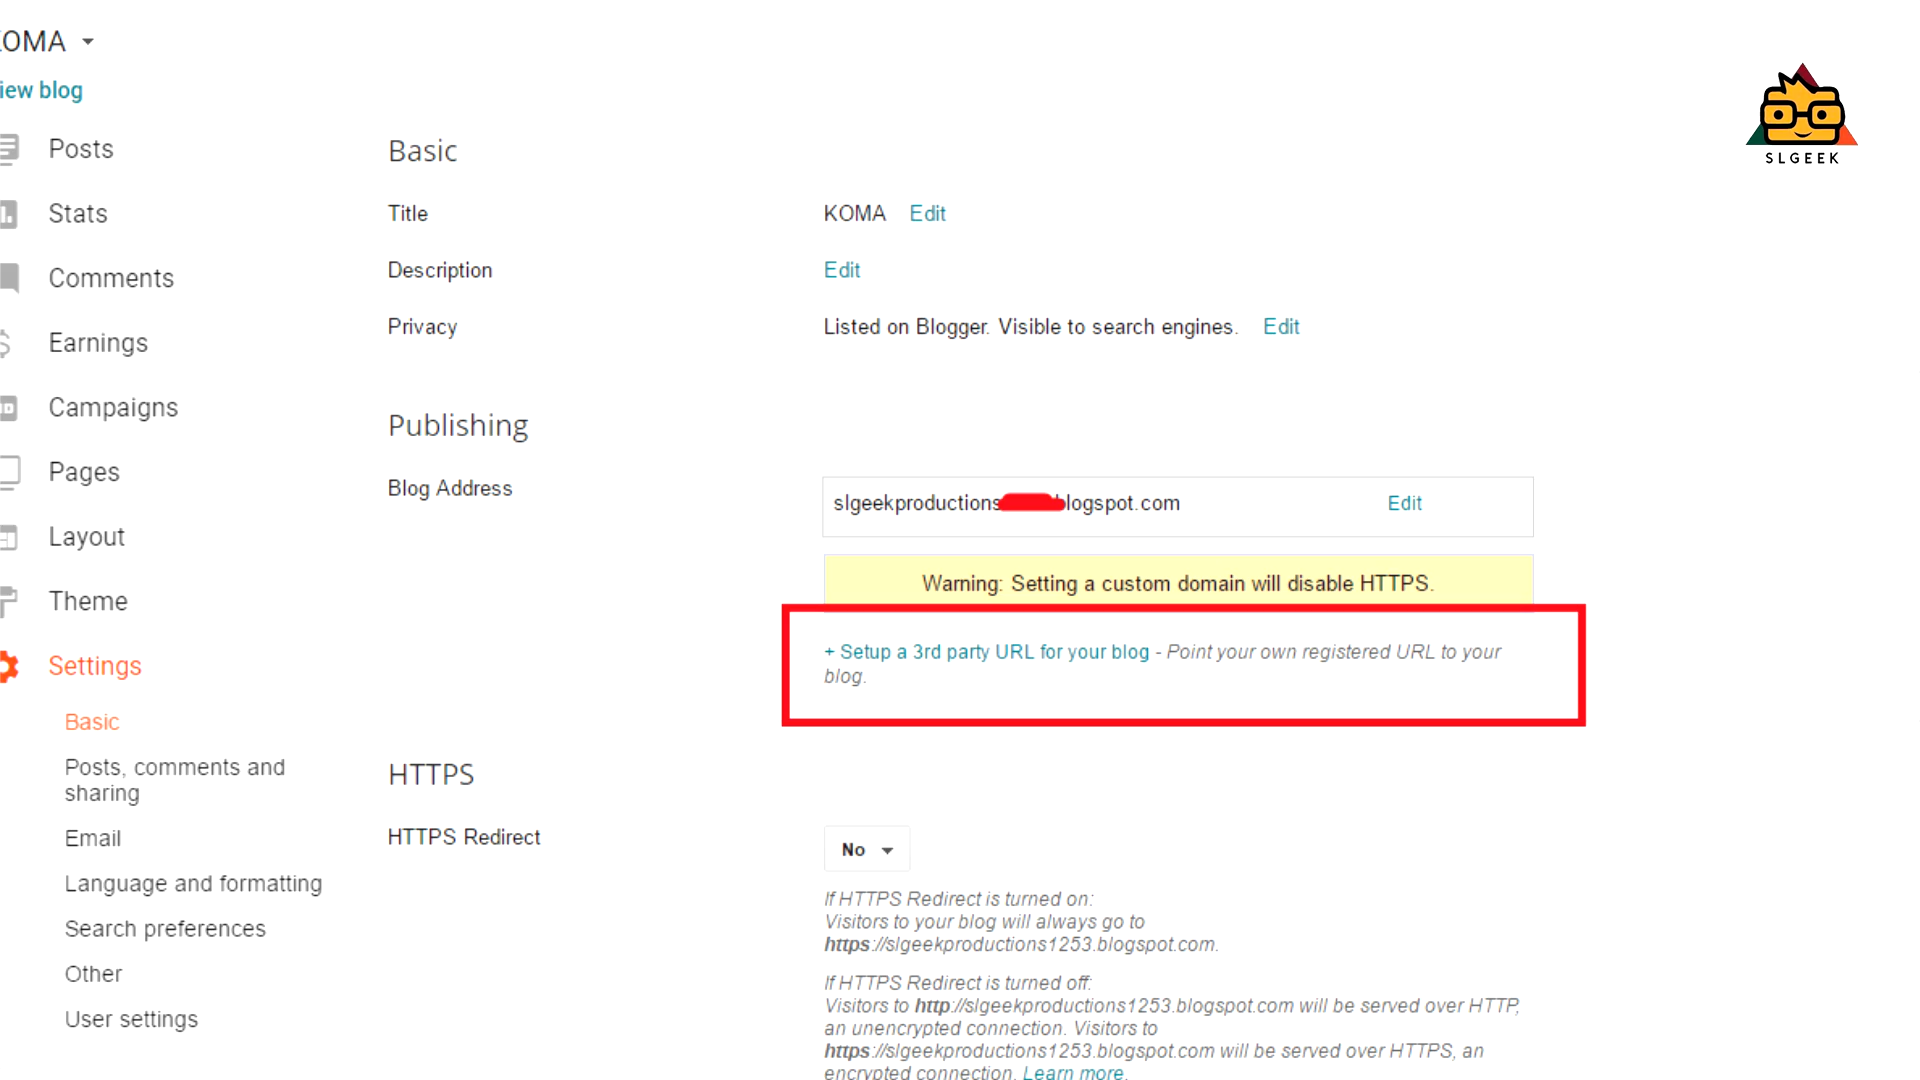 OMA
iew blog
Posts
Stats
Comments
Earnings
Campaigns
Pages
Layout
Theme
Settings
Basic
Posts, comments and
sharing
Email
Language and formatting
Search preferences
Other
User settings
Basic
Title
KOMA Edit
Description
Edit
Privacy
Listed on Blogger. Visible to search engines. Edit
Publishing
Blog Address
slgeekproductions logspot.com Edit
Warning: Setting a custom domain will disable HTTPS.
+ Setup a 3rd party URL for your blog - Point your own registered URL to your
blog.
HTTPS
HTTPS Redirect
No
If HTTPS Redirect is turned on:
Visitors to your blog will always go to
https://slgeekproductions1253.blogspot.com.
If HTTPS Redirect is turned off:
Visitors to http://slgeekproductions1253.blogspot.com will be served over HTTP,
an unencrypted connection. Visitors to
https://slgeekproductions1253.blogspot.com will be served over HTTPS, an
encrypted connection. Learn more.
SLGEEK